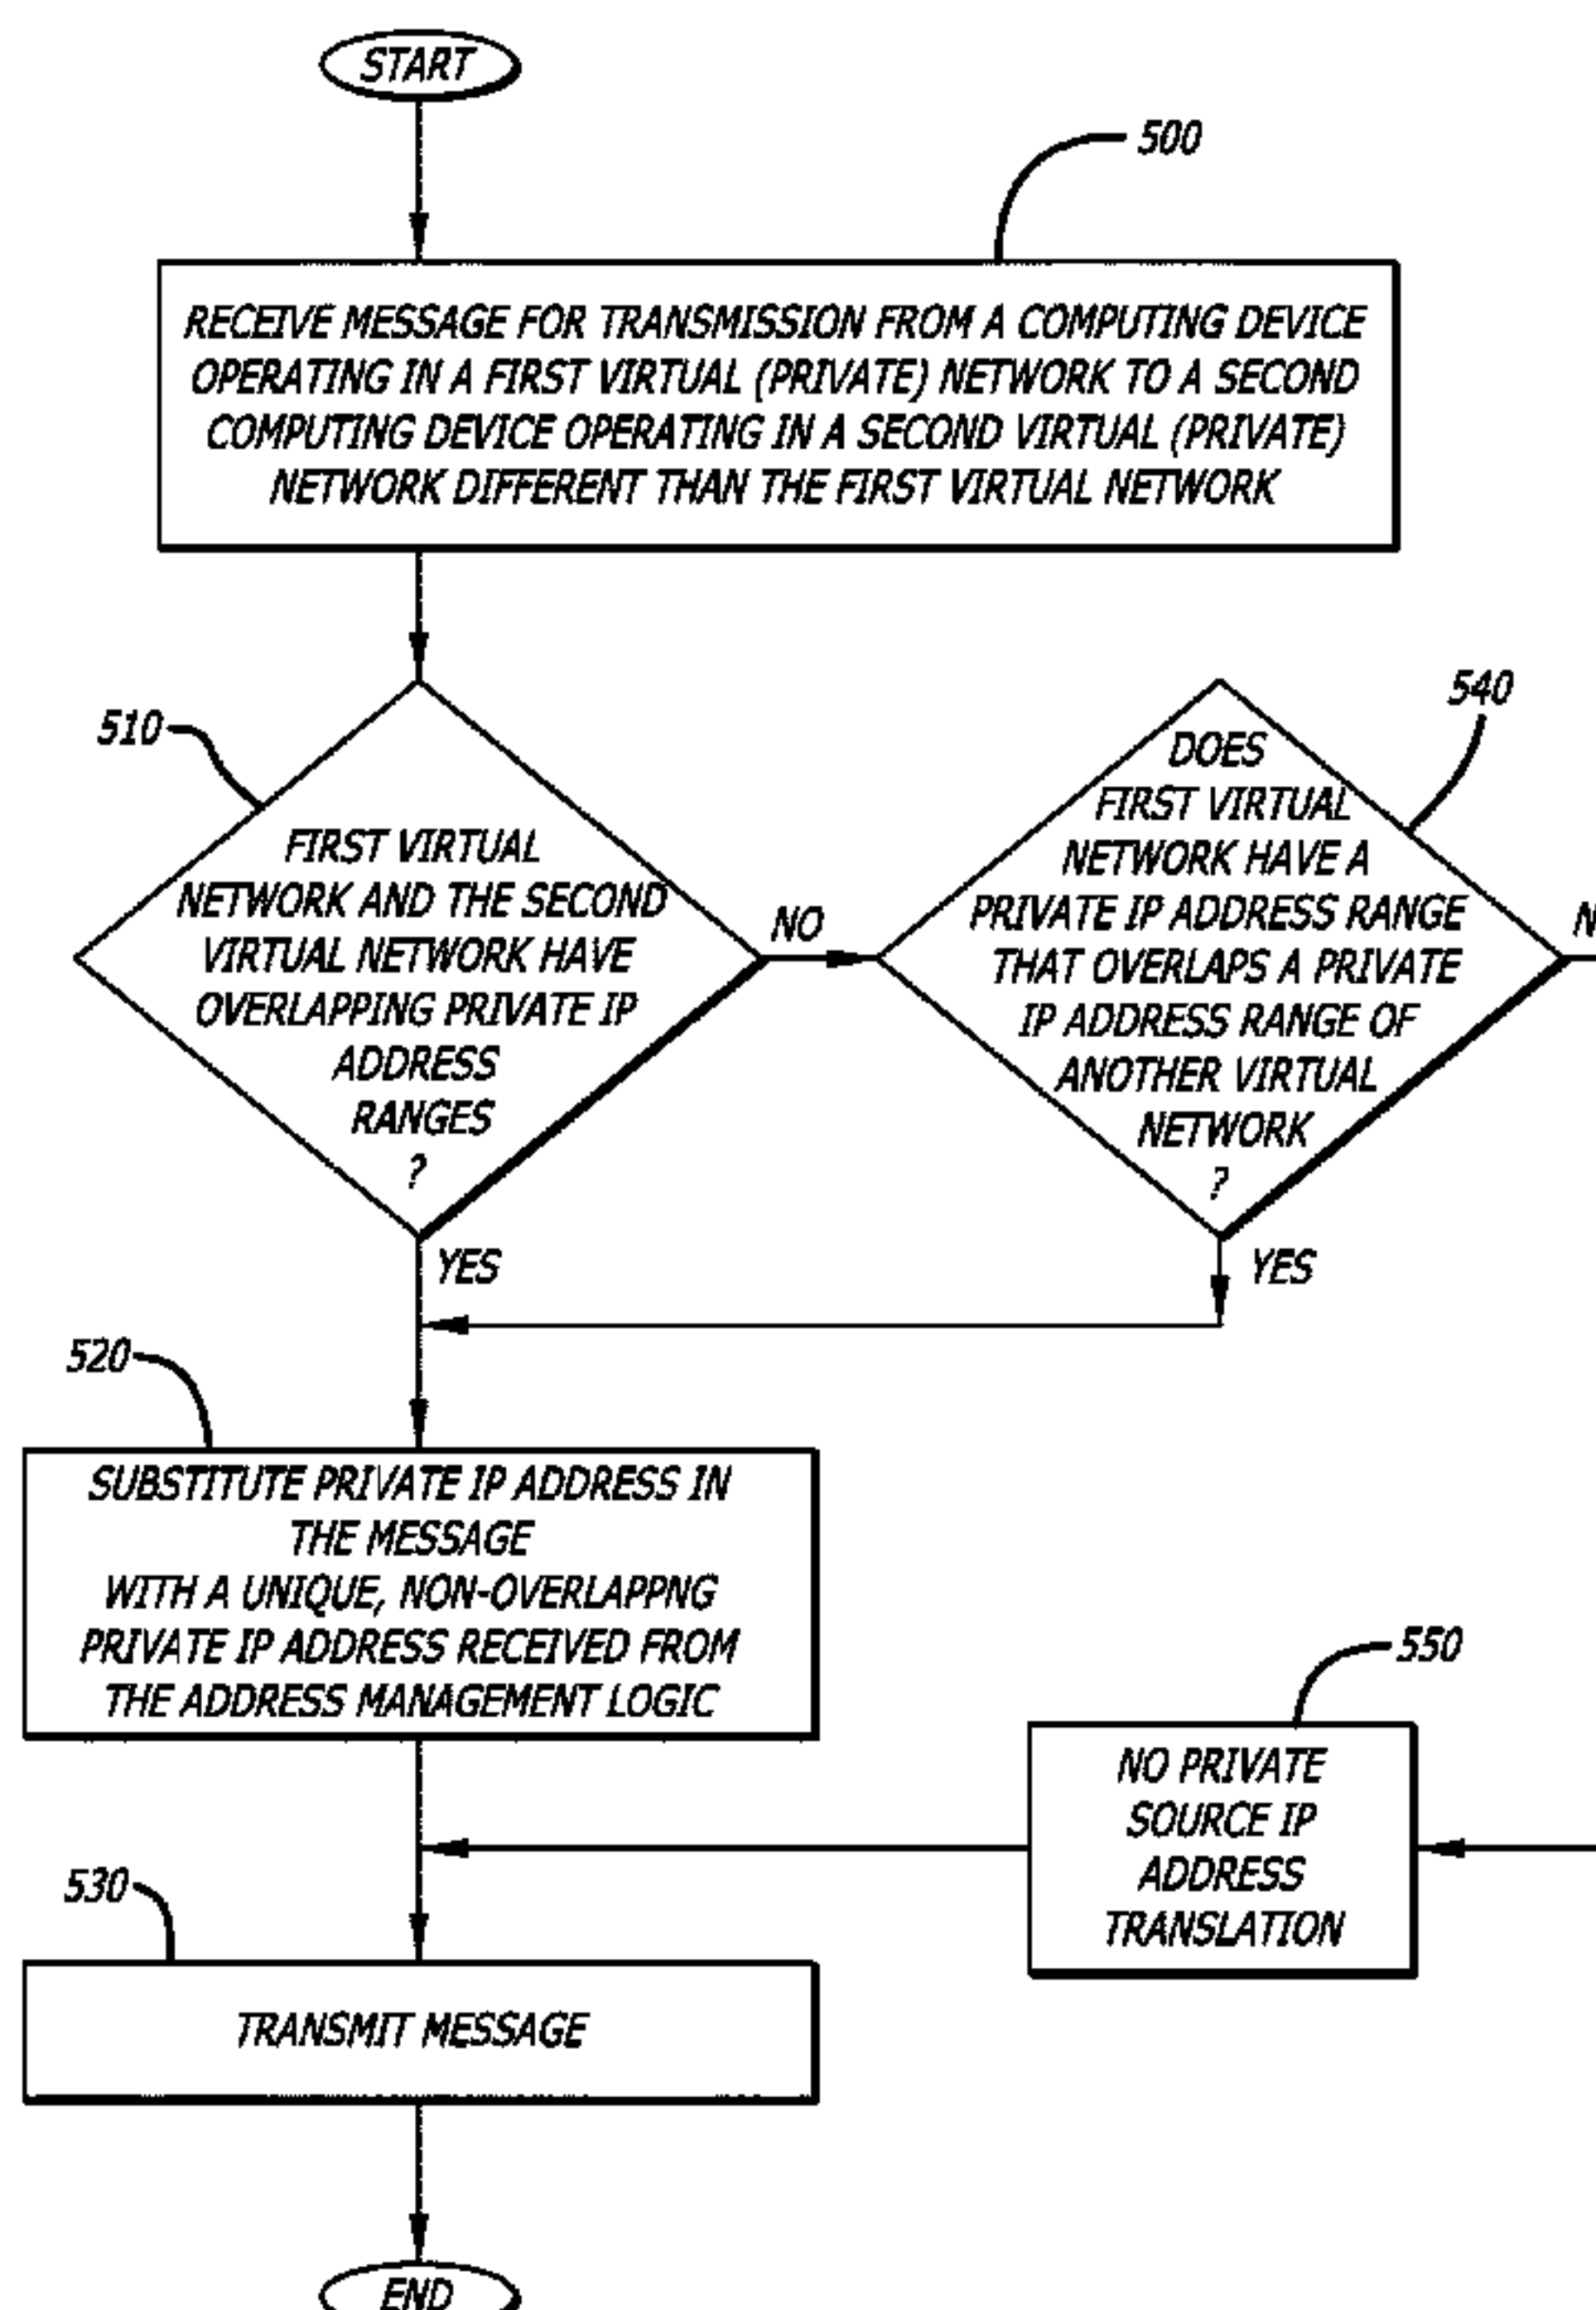 START
500
RECEIVE MESSAGE FOR TRANSMISSION FROM A COMPUTING DEVICE
OPERATING IN A FIRST VIRTUAL (PRIVATE) NETWORK TO A SECOND
COMPUTING DEVICE OPERATING IN A SECOND VIRTUAL (PRIVATE)
NETWORK DIFFERENT THAN THE FIRST VIRTUAL NETWORK
510
FIRST VIRTUAL
NETWORK AND THE SECOND
VIRTUAL NETWORK HAVE
OVERLAPPING PRIVATE IP
ADDRESS
RANGES
?
NO
YES
540
DOES
FIRST VIRTUAL
NETWORK HAVE A
PRIVATE IP ADDRESS RANGE
THAT OVERLAPS A PRIVATE
IP ADDRESS RANGE OF
ANOTHER VIRTUAL
NETWORK
?
YES
520
SUBSTITUTE PRIVATE IP ADDRESS IN
THE MESSAGE
WITH A UNIQUE, NON-OVERLAPPNG
PRIVATE IP ADDRESS RECEIVED FROM
THE ADDRESS MANAGEMENT LOGIC
550
NO PRIVATE
SOURCE IP
ADDRESS
TRANSLATION
530
TRANSMIT MESSAGE
END